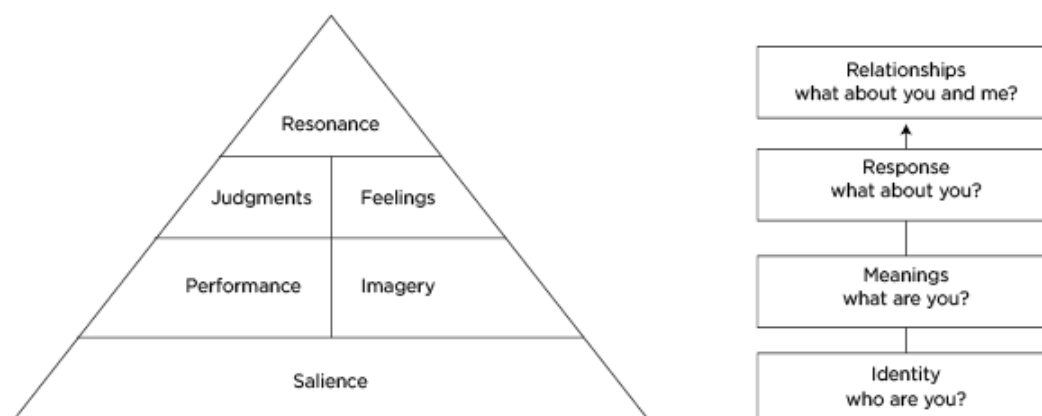 Resonance
Judgments
Feelings
Performance
Imagery
Salience
Relationships
what about you and me?
Response
what about you?
Meanings
what are you?
Identity
who are you?